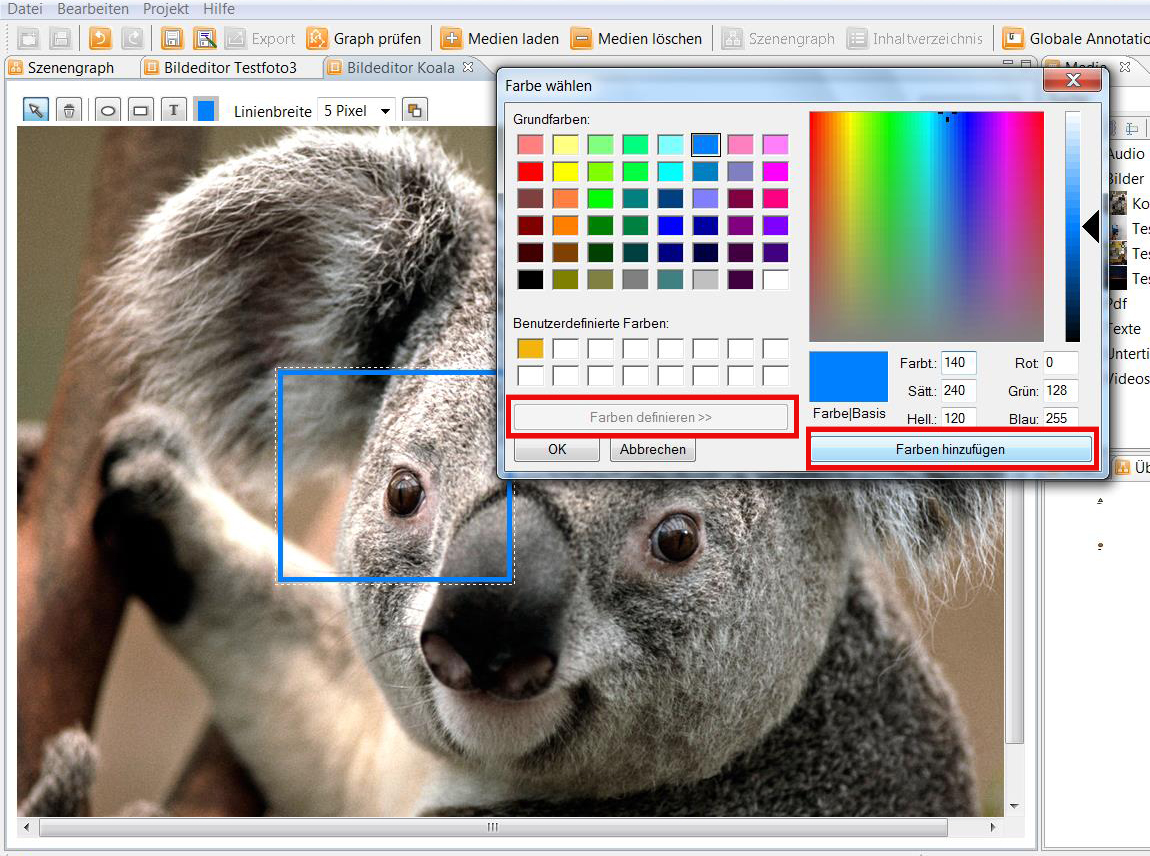 Datei Bearbeiten Projekt Hilfe
Export Graph prüfen Medien laden Medien löschen Szenengraph Inhaltverzeichnis Globale Annotatio
Szenengraph Bildeditor Testfoto3 Bildeditor Koala Media
T Linienbreite 5 Pixel
Farbe wählen
Grundfarben:
Benutzerdefinierte Farben:
Farben definieren >>
OK Abbrechen
Farbe|Basis
Farbt.: 140 Rot: 0
Sätt.: 240 Grün: 128
Hell.: 120 Blau: 255
Farben hinzufügen
Audio
Bilder
Ko
Tes
Tes
Tes
Pdf
Texte
Unterti
Videos
Üb